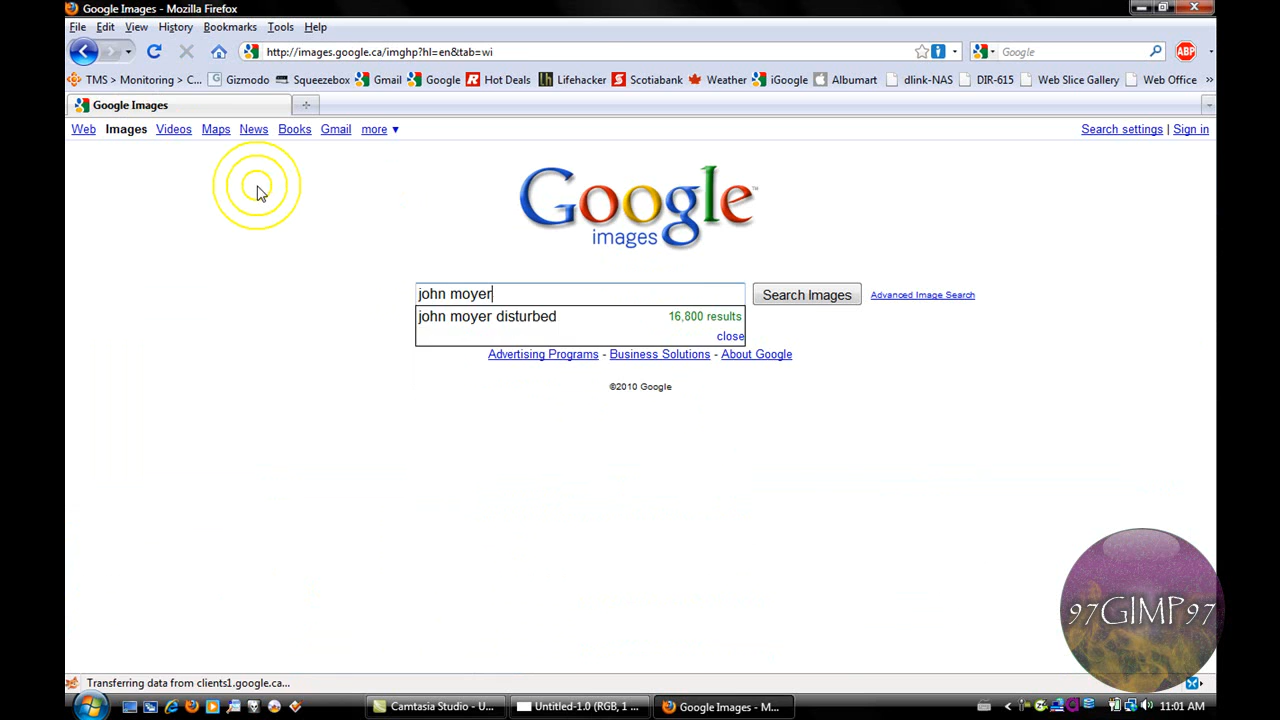 Google Images - Mozilla Firefox
File Edit View History Bookmarks Tools Help
http://images.google.ca/imghp?hl=en&tab=wi
Google
ABP
TMS > Monitoring > C... Gizmodo Squeezebox Gmail Google Hot Deals Lifehacker Scotiabank Weather iGoogle Albumart dlink-NAS DIR-615 Web Slice Gallery Web Office »
Google Images
Web Images Videos Maps News Books Gmail more ▼ Search settings | Sign in
Google™
images
john moyer Search Images Advanced Image Search
john moyer disturbed 16,800 results
close
Advertising Programs - Business Solutions - About Google
©2010 Google
97GIMP97
Transferring data from clients1.google.ca...
Camtasia Studio - U... Untitled-1.0 (RGB, 1 ... Google Images - M... 11:01 AM